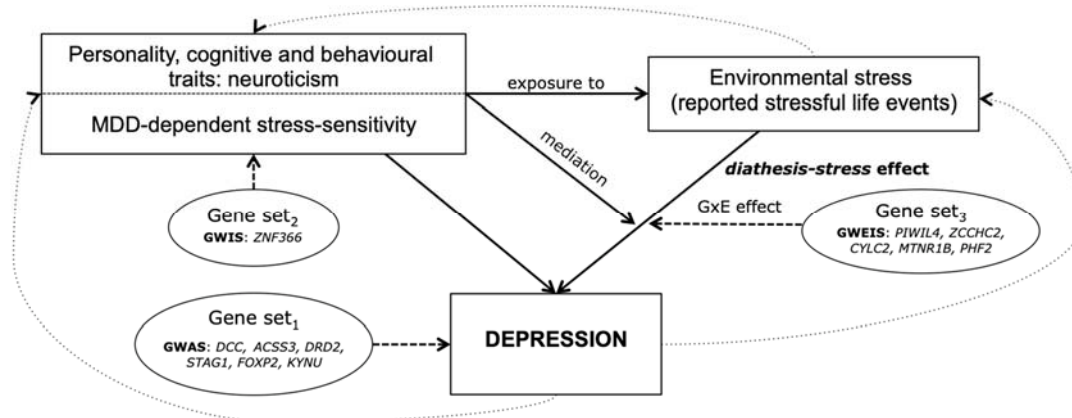 Personality, cognitive and behavioural
traits: neuroticism
MDD-dependent stress-sensitivity
exposure to
Environmental stress
(reported stressful life events)
mediation
diathesis-stress effect
GxE effect
Gene set2
GWIS: ZNF366
Gene set3
GWEIS: PIWIL4, ZCCHC2,
CYLC2, MTNR1B, PHF2
Gene set1
GWAS: DCC, ACSS3, DRD2,
STAG1, FOXP2, KYNU
DEPRESSION